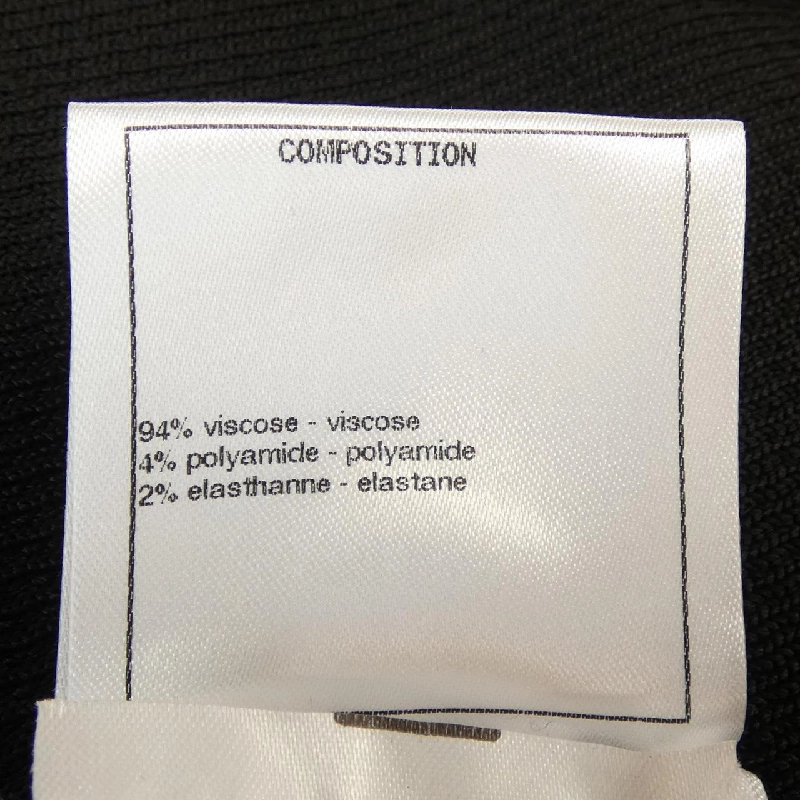 COMPOSITION
94% viscose - viscose
4% polyamide - polyamide
2% elasthanne - elastane